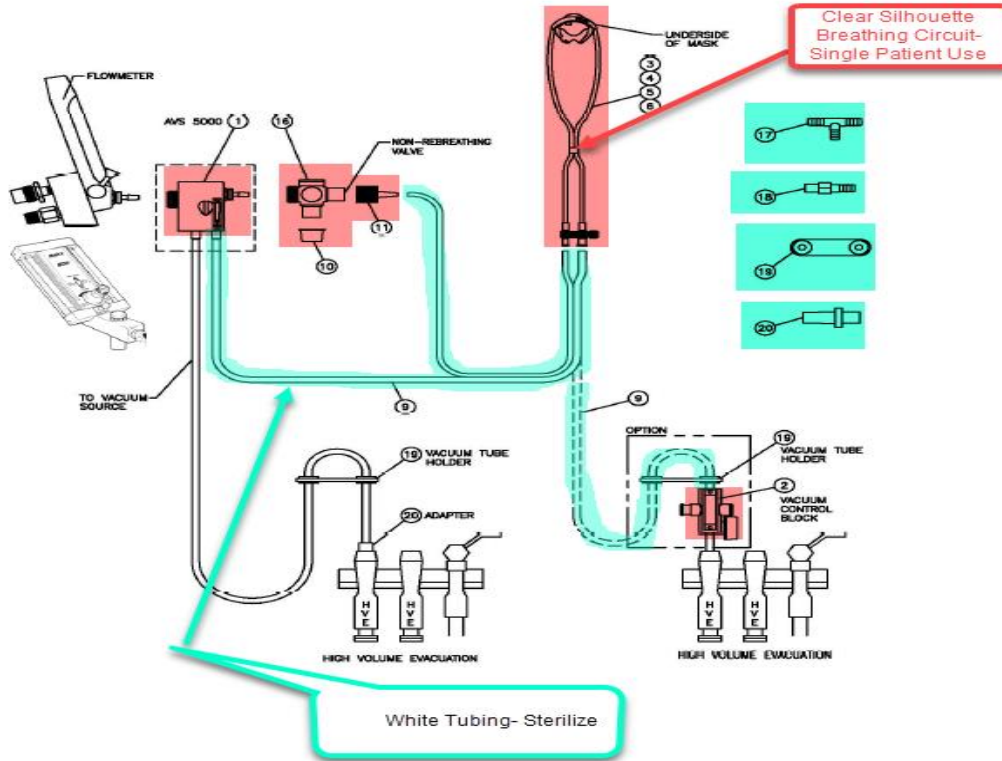 Clear Silhouette
Breathing Circuit-
Single Patient Use
UNDERSIDE
OF MASK
3
4
5
6
FLOWMETER
AVS 5000 1
16
NON-REBREATHING
VALVE
11
10
17
18
19
20
TO VACUUM
SOURCE
9
9
OPTION
19 VACUUM TUBE
HOLDER
19
VACUUM TUBE
HOLDER
2
VACUUM
CONTROL
BLOCK
20 ADAPTER
HVE
HVE
HVE
HVE
HIGH VOLUME EVACUATION
HIGH VOLUME EVACUATION
White Tubing- Sterilize